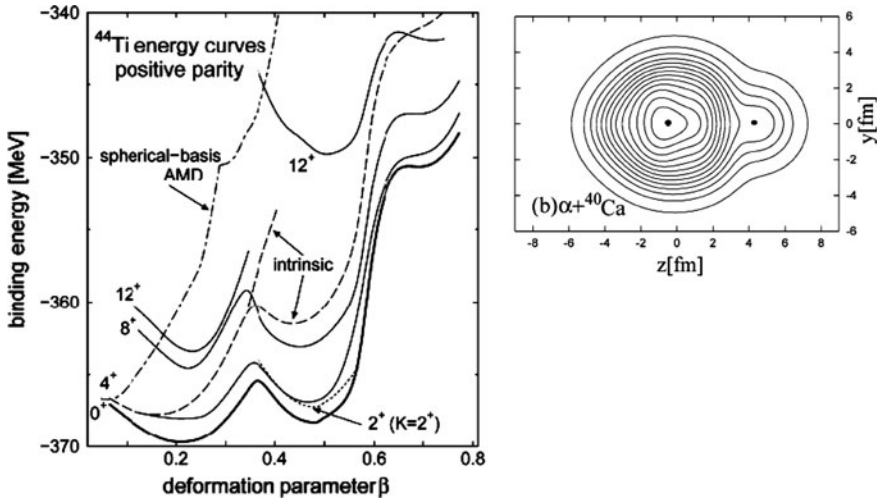 -340
⁴⁴Ti energy curves
positive parity
-350
12⁺
spherical-basis
AMD
intrinsic
binding energy [MeV]
-360
12⁺
8⁺
4⁺
0⁺
2⁺ (K=2⁺)
-370
0.2 0.4 0.6 0.8
deformation parameter β
6
4
2
0
-2
-4
-6
y[fm]
(b)α+⁴⁰Ca
-8 -6 -4 -2 0 2 4 6 8
z[fm]